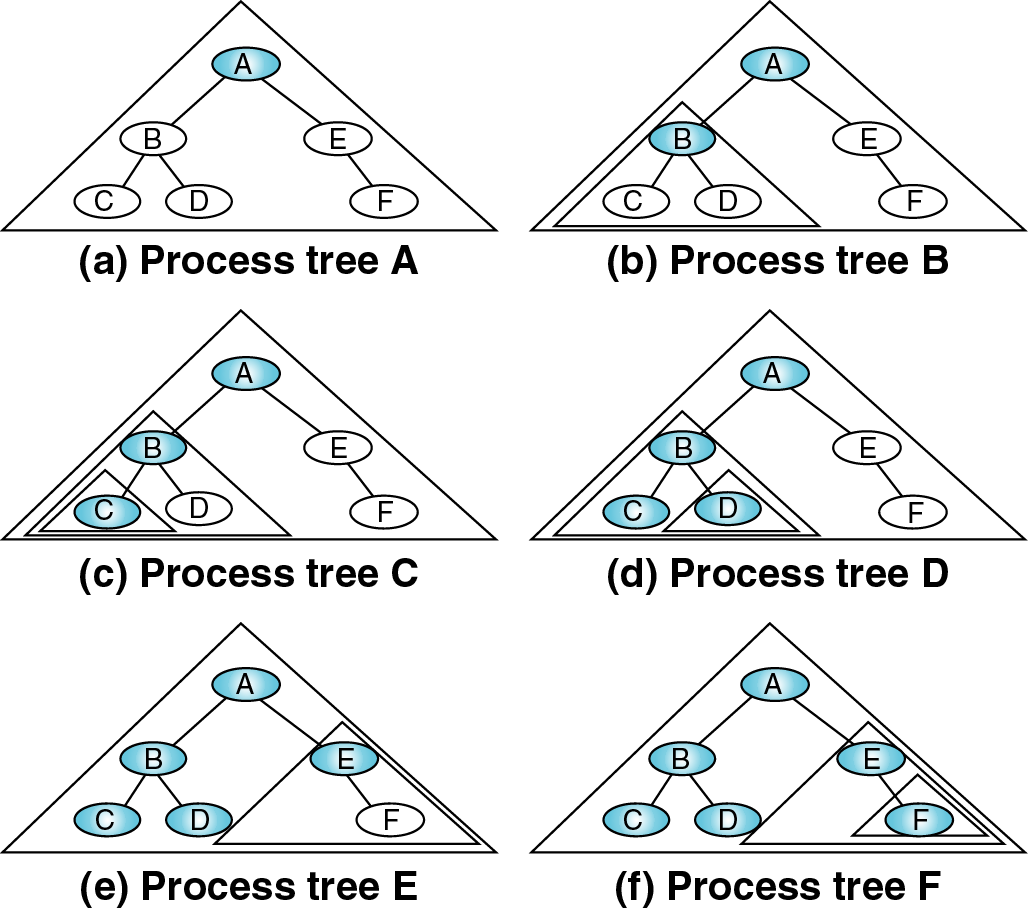 A
B E
C D F
(a) Process tree A
A
B E
C D F
(b) Process tree B
A
B E
C D F
(c) Process tree C
A
B E
C D F
(d) Process tree D
A
B E
C D F
(e) Process tree E
A
B E
C D F
(f) Process tree F